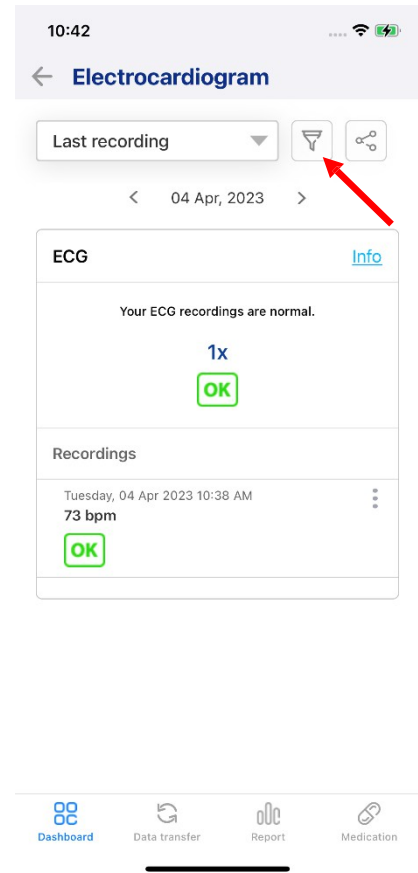 10:42
Electrocardiogram
Last recording
04 Apr, 2023
ECG
Info
Your ECG recordings are normal.
1x
OK
Recordings
Tuesday, 04 Apr 2023 10:38 AM
73 bpm
OK
Dashboard
Data transfer
Report
Medication